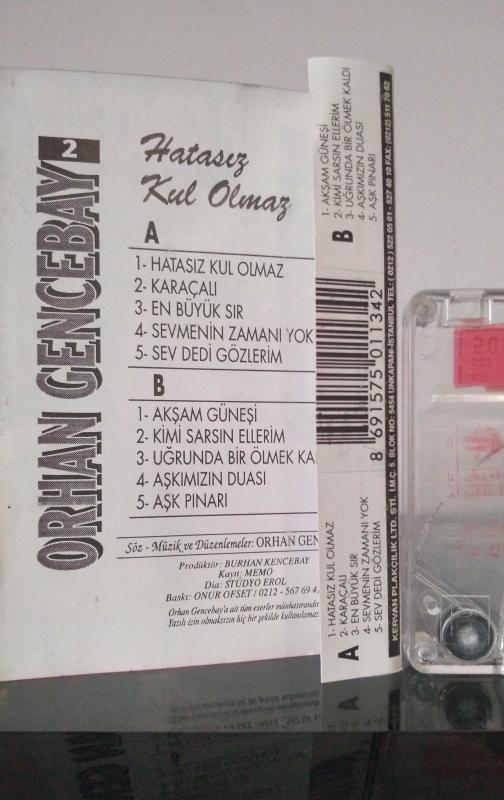 ORHAN GENCEBAY 2
Hatasız
Kul Olmaz
A
1- HATASIZ KUL OLMAZ
2- KARAÇALI
3- EN BÜYÜK SIR
4- SEVMENİN ZAMANI YOK
5- SEV DEDİ GÖZLERİM
B
1- AKŞAM GÜNEŞİ
2- KİMİ SARSIN ELLERİM
3- UĞRUNDA BİR ÖLMEK KA
4- AŞKIMIZIN DUASI
5- AŞK PINARI
Söz - Müzik ve Düzenlemeler: ORHAN GEN
Prodüktör: BURHAN KENCEBAY
Kayıt: MEMO
Dia: STÜDYO EROL
Baskı: ONUR OFSET / 0212 - 567 69 4
Orhan Gencebay'a ait tüm eserler münhasıran
Yazılı izin olmaksızın hiç bir şekilde kullanılamaz.
B
1- AKŞAM GÜNEŞİ
2- KİMİ SARSIN ELLERİM
3- UĞRUNDA BİR ÖLMEK KALDI
4- AŞKIMIZIN DUASI
5- AŞK PINARI
8 691575 011342
A
1- HATASIZ KUL OLMAZ
2- KARAÇALI
3- EN BÜYÜK SIR
4- SEVMENİN ZAMANI YOK
5- SEV DEDİ GÖZLERİM
KERVAN PLAKÇILIK LTD. ŞTİ. İ.M.Ç. 5. BLOK NO: 5454 UNKAPANI-İSTANBUL TEL: ( 0212 ) 522 05 01 - 527 40 10 FAX: (0212) 511 70 62